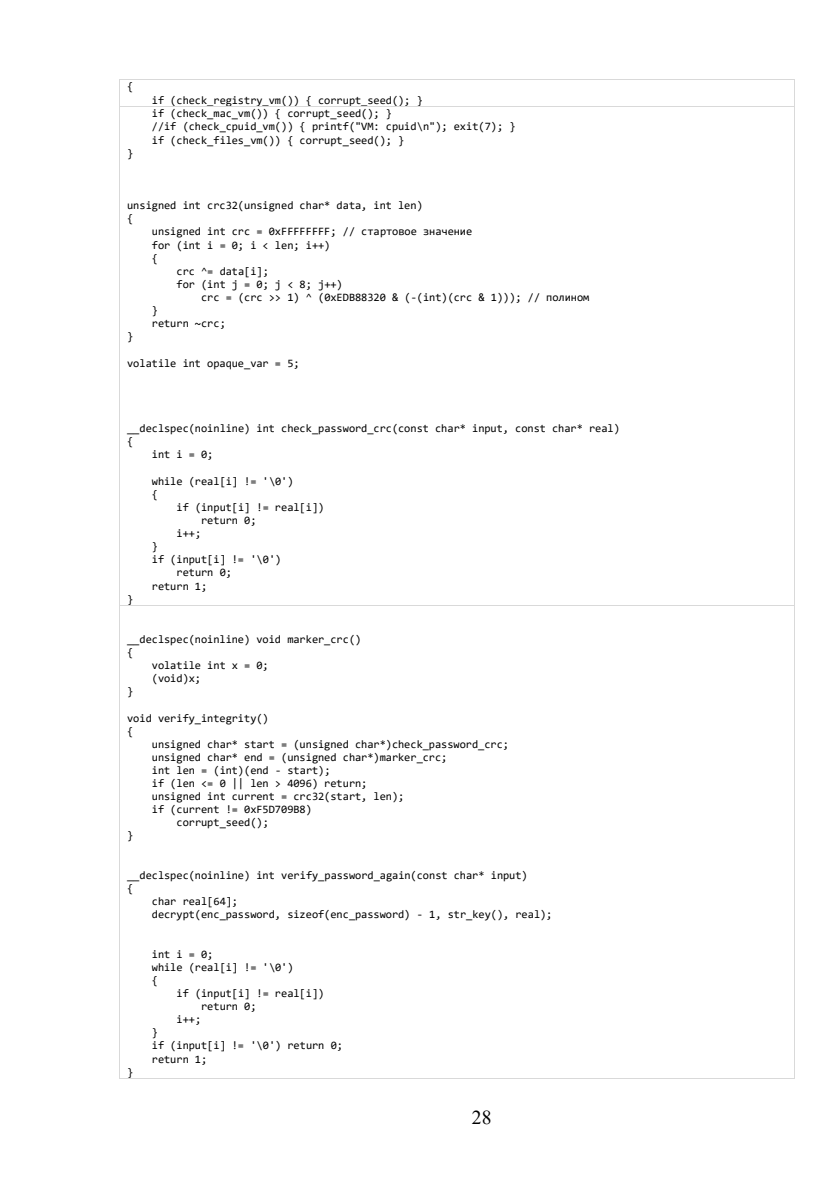 {
    if (check_registry_vm()) { corrupt_seed(); }
    if (check_mac_vm()) { corrupt_seed(); }
    //if (check_cpuid_vm()) { printf("VM: cpuid\n"); exit(7); }
    if (check_files_vm()) { corrupt_seed(); }
}
unsigned int crc32(unsigned char* data, int len)
{
    unsigned int crc = 0xFFFFFFFF; // стартовое значение
    for (int i = 0; i < len; i++)
    {
        crc ^= data[i];
        for (int j = 0; j < 8; j++)
            crc = (crc >> 1) ^ (0xEDB88320 & (-(int)(crc & 1))); // полином
    }
    return ~crc;
}
volatile int opaque_var = 5;
__declspec(noinline) int check_password_crc(const char* input, const char* real)
{
    int i = 0;
    while (real[i] != '\0')
    {
        if (input[i] != real[i])
            return 0;
        i++;
    }
    if (input[i] != '\0')
        return 0;
    return 1;
}
__declspec(noinline) void marker_crc()
{
    volatile int x = 0;
    (void)x;
}
void verify_integrity()
{
    unsigned char* start = (unsigned char*)check_password_crc;
    unsigned char* end = (unsigned char*)marker_crc;
    int len = (int)(end - start);
    if (len <= 0 || len > 4096) return;
    unsigned int current = crc32(start, len);
    if (current != 0xF5D709B8)
        corrupt_seed();
}
__declspec(noinline) int verify_password_again(const char* input)
{
    char real[64];
    decrypt(enc_password, sizeof(enc_password) - 1, str_key(), real);
    int i = 0;
    while (real[i] != '\0')
    {
        if (input[i] != real[i])
            return 0;
        i++;
    }
    if (input[i] != '\0') return 0;
    return 1;
}
28